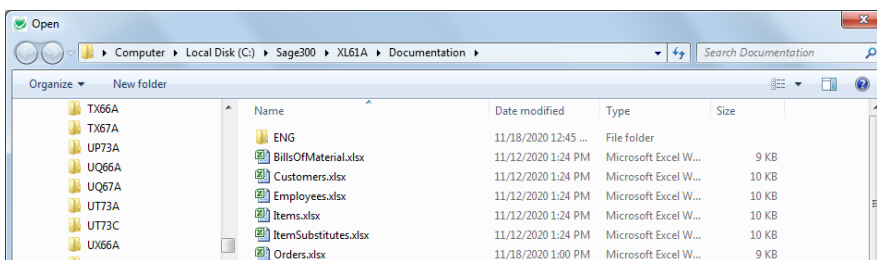 Open
Computer Local Disk (C:) Sage300 XL61A Documentation Search Documentation
Organize New folder
Name Date modified Type Size
TX66A
TX67A
UP73A
UQ66A
UQ67A
UT73A
UT73C
UX66A
ENG 11/18/2020 12:45 ... File folder
BillsOfMaterial.xlsx 11/12/2020 1:24 PM Microsoft Excel W... 9 KB
Customers.xlsx 11/12/2020 1:24 PM Microsoft Excel W... 10 KB
Employees.xlsx 11/12/2020 1:24 PM Microsoft Excel W... 10 KB
Items.xlsx 11/12/2020 1:24 PM Microsoft Excel W... 10 KB
ItemSubstitutes.xlsx 11/12/2020 1:24 PM Microsoft Excel W... 10 KB
Orders.xlsx 11/18/2020 1:00 PM Microsoft Excel W... 9 KB